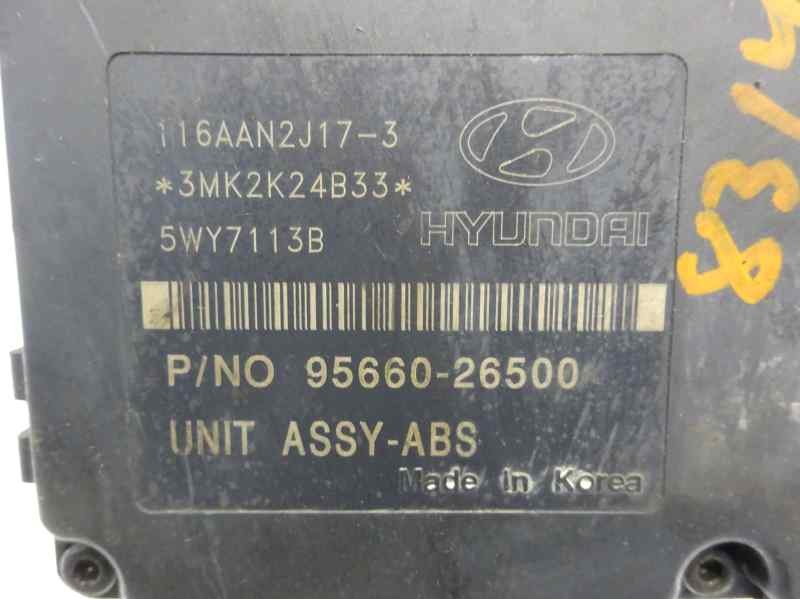 116AAN2J17-3
*3MK2K24B33*
5WY7113B
HYUNDAI
P/NO 95660-26500
UNIT ASSY-ABS
Made in Korea